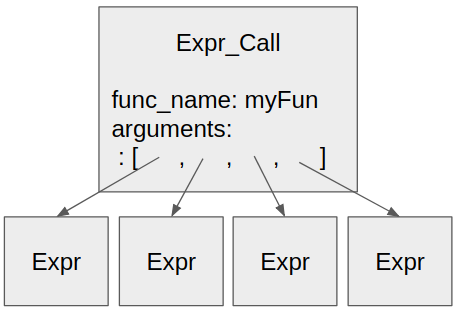 Expr_Call
func_name: myFun
arguments:
: [ , , , ]
Expr Expr Expr Expr